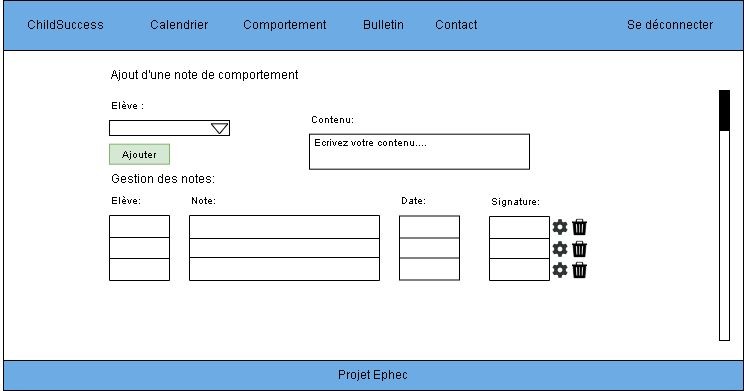 ChildSuccess Calendrier Comportement Bulletin Contact Se déconnecter
Ajout d'une note de comportement
Elève :
Contenu:
Ecrivez votre contenu....
Ajouter
Gestion des notes:
Elève: Note: Date: Signature:
Projet Ephec